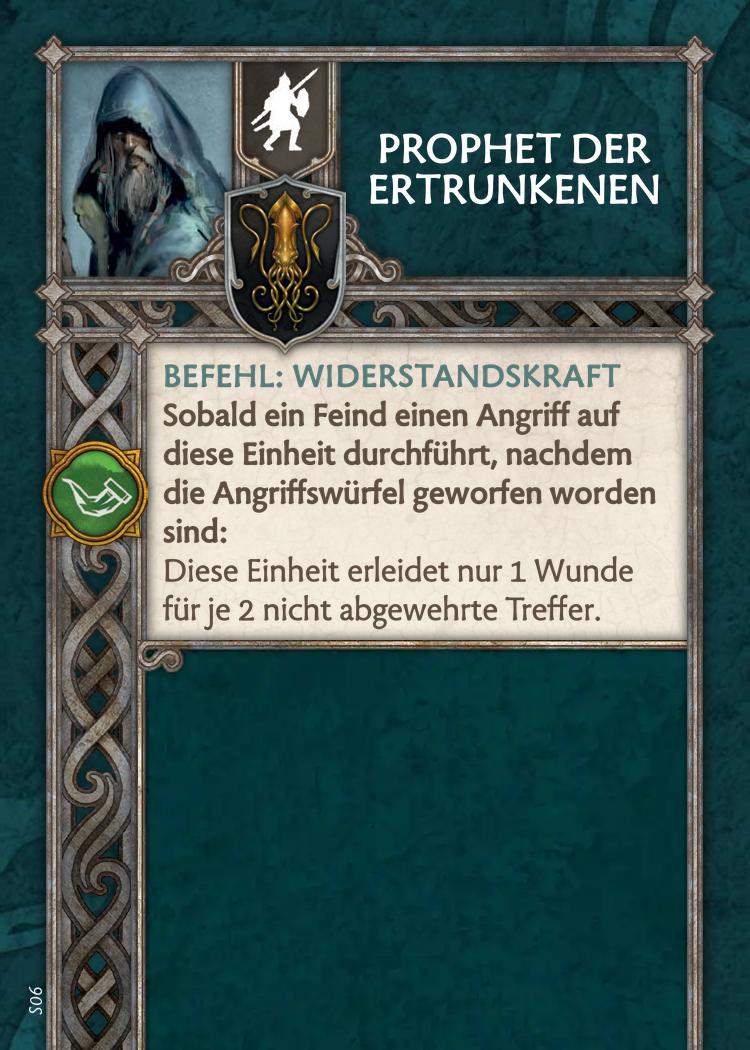 PROPHET DER
ERTRUNKENEN
BEFEHL: WIDERSTANDSKRAFT
Sobald ein Feind einen Angriff auf
diese Einheit durchführt, nachdem
die Angriffswürfel geworfen worden
sind:
Diese Einheit erleidet nur 1 Wunde
für je 2 nicht abgewehrte Treffer.
S06